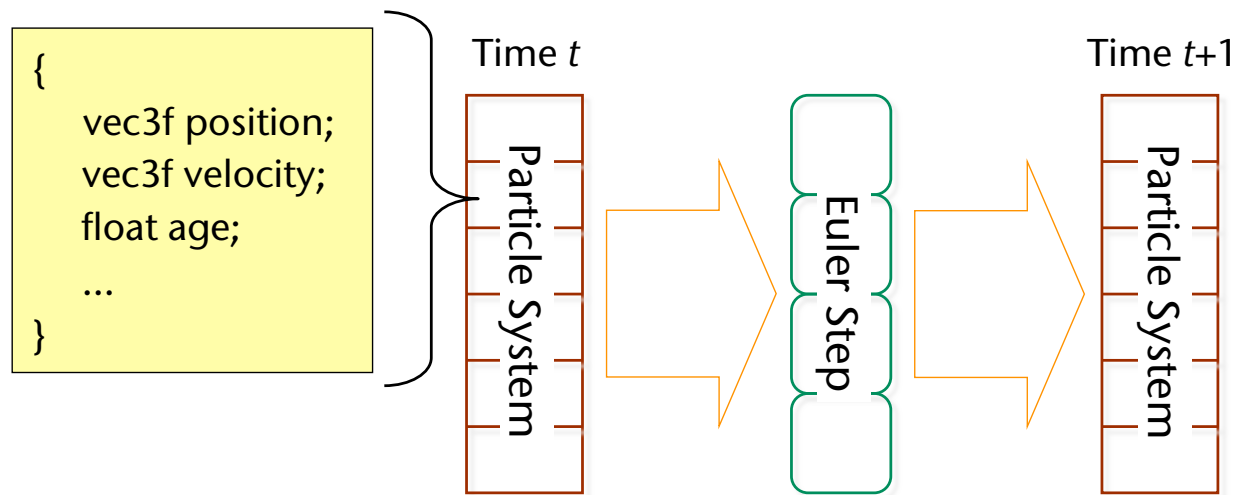 {
vec3f position;
vec3f velocity;
float age;
...
}
Time t
Particle System
Euler Step
Time t+1
Particle System